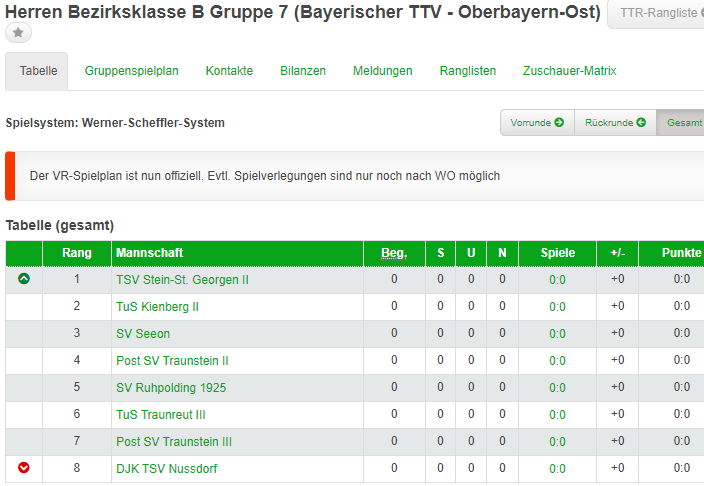 Herren Bezirksklasse B Gruppe 7 (Bayerischer TTV - Oberbayern-Ost) TTR-Rangliste
Tabelle Gruppenspielplan Kontakte Bilanzen Meldungen Ranglisten Zuschauer-Matrix
Spielsystem: Werner-Scheffler-System Vorrunde Rückrunde Gesamt
Der VR-Spielplan ist nun offiziell. Evtl. Spielverlegungen sind nur noch nach WO möglich
Tabelle (gesamt)
Rang Mannschaft Beg. S U N Spiele +/- Punkte
1 TSV Stein-St. Georgen II 0 0 0 0 0:0 +0 0:0
2 TuS Kienberg II 0 0 0 0 0:0 +0 0:0
3 SV Seeon 0 0 0 0 0:0 +0 0:0
4 Post SV Traunstein II 0 0 0 0 0:0 +0 0:0
5 SV Ruhpolding 1925 0 0 0 0 0:0 +0 0:0
6 TuS Traunreut III 0 0 0 0 0:0 +0 0:0
7 Post SV Traunstein III 0 0 0 0 0:0 +0 0:0
8 DJK TSV Nussdorf 0 0 0 0 0:0 +0 0:0